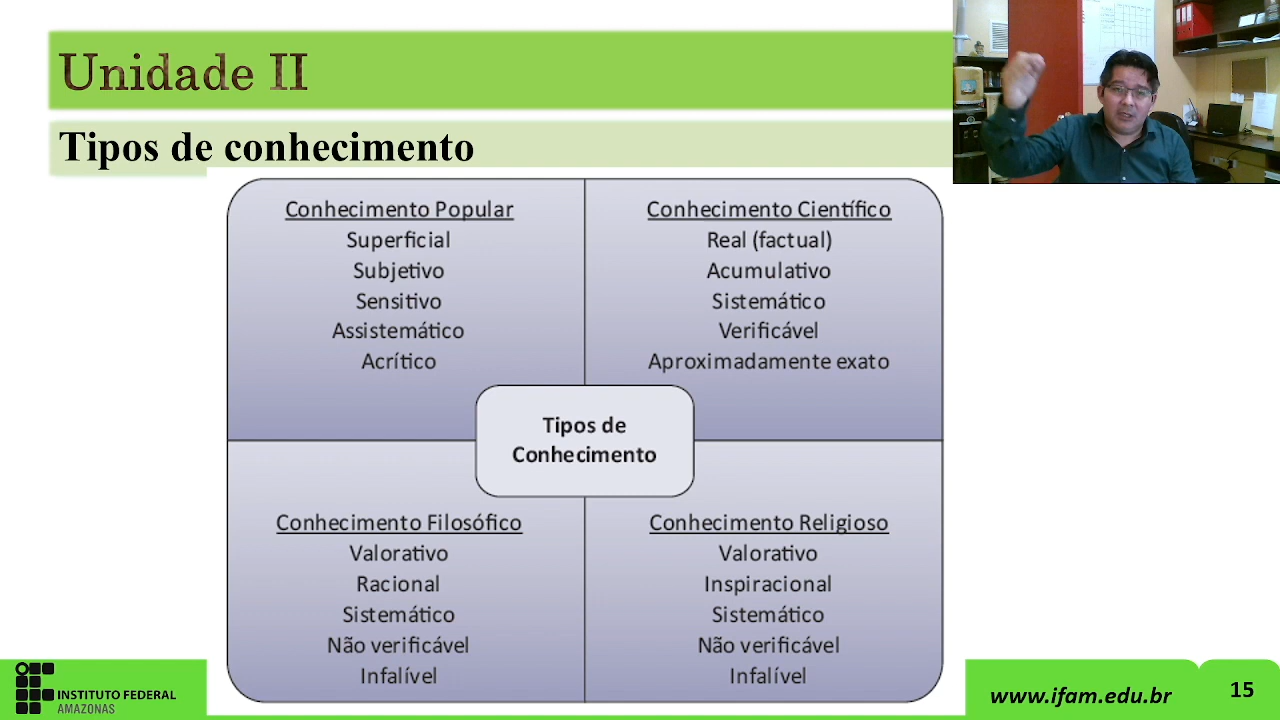 Unidade II
Tipos de conhecimento
Conhecimento Popular
Superficial
Subjetivo
Sensitivo
Assistemático
Acrítico
Conhecimento Científico
Real (factual)
Acumulativo
Sistemático
Verificável
Aproximadamente exato
Tipos de
Conhecimento
Conhecimento Filosófico
Valorativo
Racional
Sistemático
Não verificável
Infalível
Conhecimento Religioso
Valorativo
Inspiracional
Sistemático
Não verificável
Infalível
INSTITUTO FEDERAL
AMAZONAS
www.ifam.edu.br
15